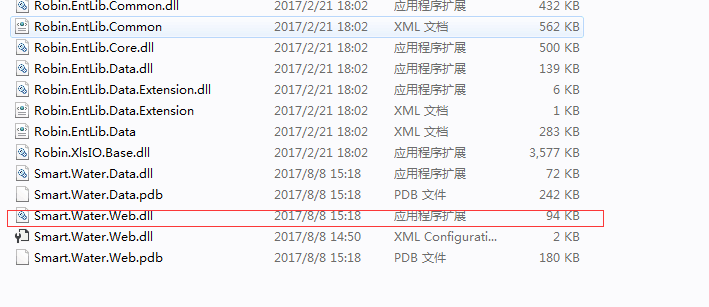 Robin.EntLib.Common.dll 2017/2/21 18:02 应用程序扩展 432 KB
Robin.EntLib.Common 2017/2/21 18:02 XML 文档 562 KB
Robin.EntLib.Core.dll 2017/2/21 18:02 应用程序扩展 500 KB
Robin.EntLib.Data.dll 2017/2/21 18:02 应用程序扩展 139 KB
Robin.EntLib.Data.Extension.dll 2017/2/21 18:02 应用程序扩展 6 KB
Robin.EntLib.Data.Extension 2017/2/21 18:02 XML 文档 1 KB
Robin.EntLib.Data 2017/2/21 18:02 XML 文档 283 KB
Robin.XlsIO.Base.dll 2017/2/21 18:02 应用程序扩展 3,577 KB
Smart.Water.Data.dll 2017/8/8 15:18 应用程序扩展 72 KB
Smart.Water.Data.pdb 2017/8/8 15:18 PDB 文件 242 KB
Smart.Water.Web.dll 2017/8/8 15:18 应用程序扩展 94 KB
Smart.Water.Web.dll 2017/8/8 14:50 XML Configurati... 2 KB
Smart.Water.Web.pdb 2017/8/8 15:18 PDB 文件 180 KB